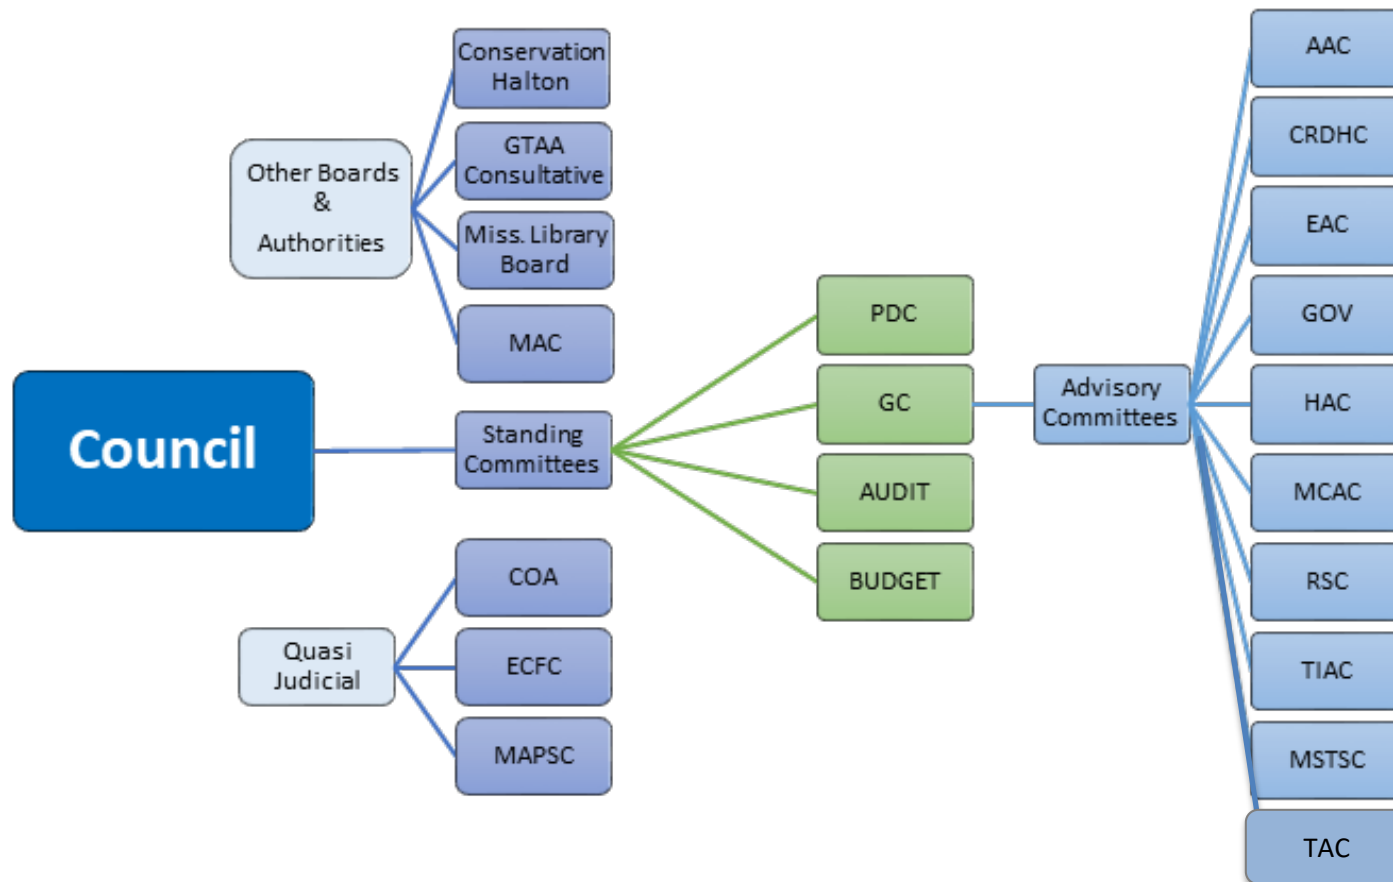 Conservation
Halton
GTAA
Consultative
Other Boards
&
Authorities
Miss. Library
Board
MAC
Council
Standing
Committees
COA
Quasi
Judicial
ECFC
MAPSC
PDC
GC
AUDIT
BUDGET
Advisory
Committees
AAC
CRDHC
EAC
GOV
HAC
MCAC
RSC
TIAC
MSTSC
TAC